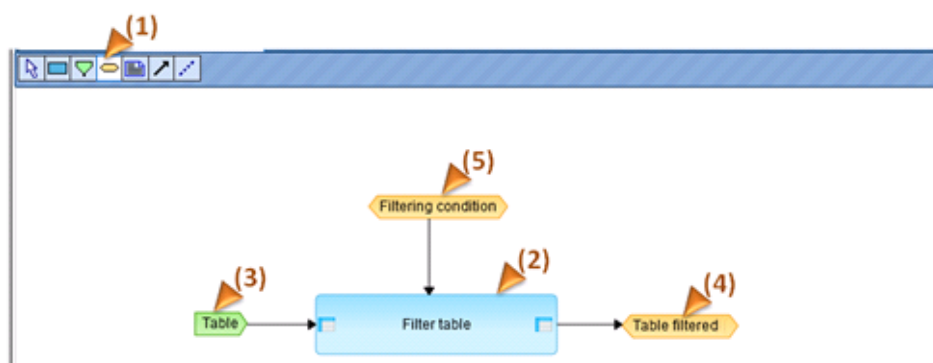 (1)
(5)
Filtering condition
(3)
(2)
(4)
Table
Filter table
Table filtered